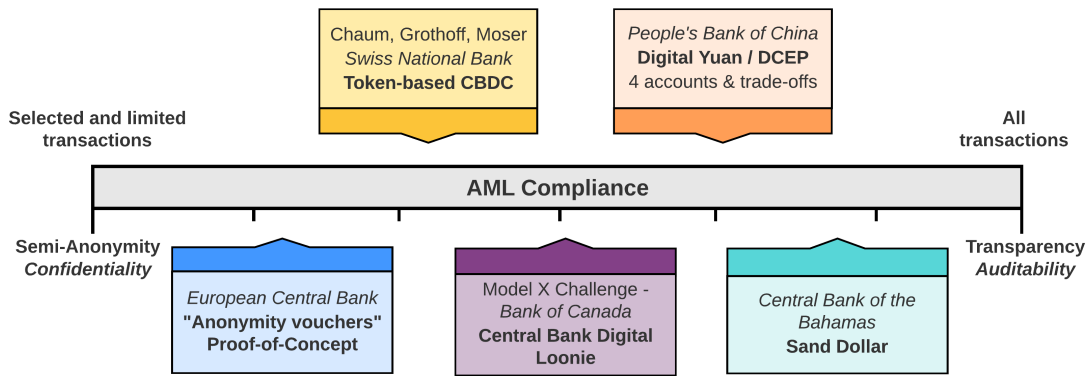 Chaum, Grothoff, Moser
Swiss National Bank
Token-based CBDC
People's Bank of China
Digital Yuan / DCEP
4 accounts & trade-offs
Selected and limited
transactions
All
transactions
AML Compliance
Semi-Anonymity
Confidentiality
Transparency
Auditability
European Central Bank
"Anonymity vouchers"
Proof-of-Concept
Model X Challenge -
Bank of Canada
Central Bank Digital
Loonie
Central Bank of the
Bahamas
Sand Dollar